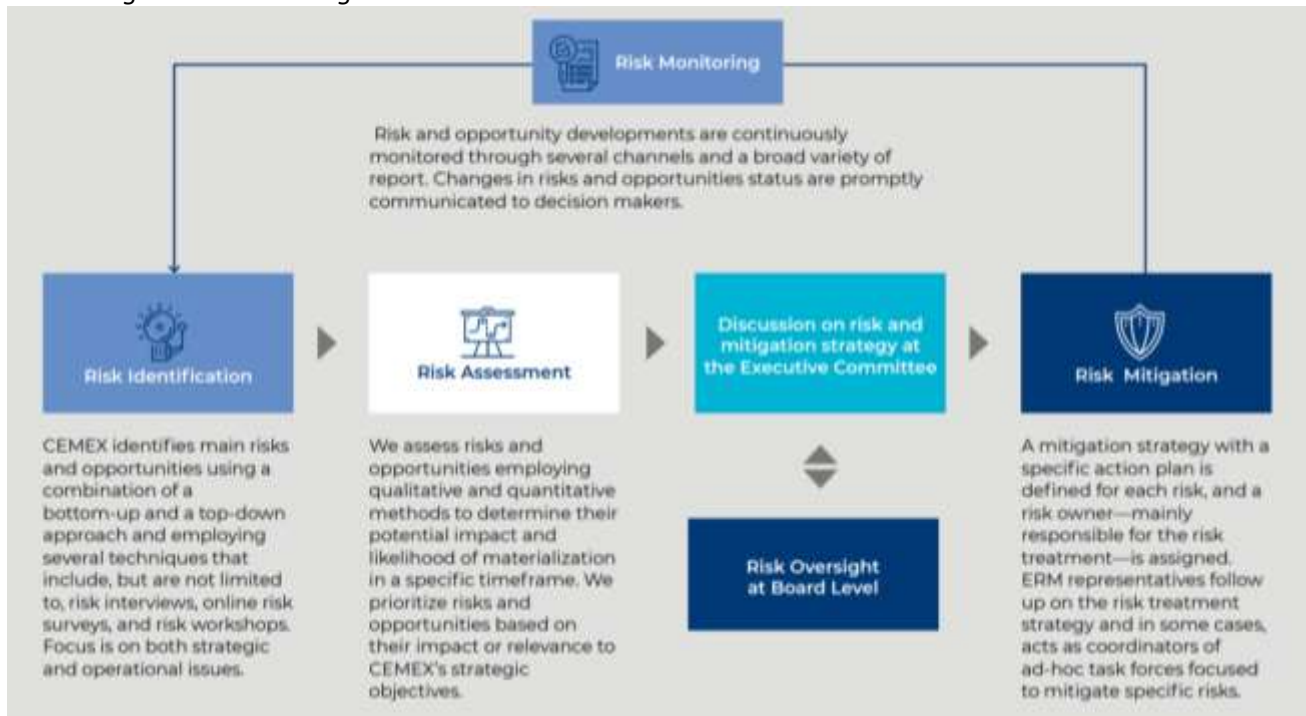 Risk Monitoring
Risk and opportunity developments are continuously
monitored through several channels and a broad variety of
report. Changes in risks and opportunities status are promptly
communicated to decision makers.
Risk Identification
CEMEX identifies main risks
and opportunities using a
combination of a
bottom-up and a top-down
approach and employing
several techniques that
include, but are not limited
to, risk interviews, online risk
surveys, and risk workshops.
Focus is on both strategic
and operational issues.
Risk Assessment
We assess risks and
opportunities employing
qualitative and quantitative
methods to determine their
potential impact and
likelihood of materialization
in a specific timeframe. We
prioritize risks and
opportunities based on
their impact or relevance to
CEMEX's strategic
objectives.
Discussion on risk and
mitigation strategy at
the Executive Committee
Risk Oversight
at Board Level
Risk Mitigation
A mitigation strategy with a
specific action plan is
defined for each risk, and a
risk owner—mainly
responsible for the risk
treatment—is assigned.
ERM representatives follow
up on the risk treatment
strategy and in some cases,
acts as coordinators of
ad-hoc task forces focused
to mitigate specific risks.